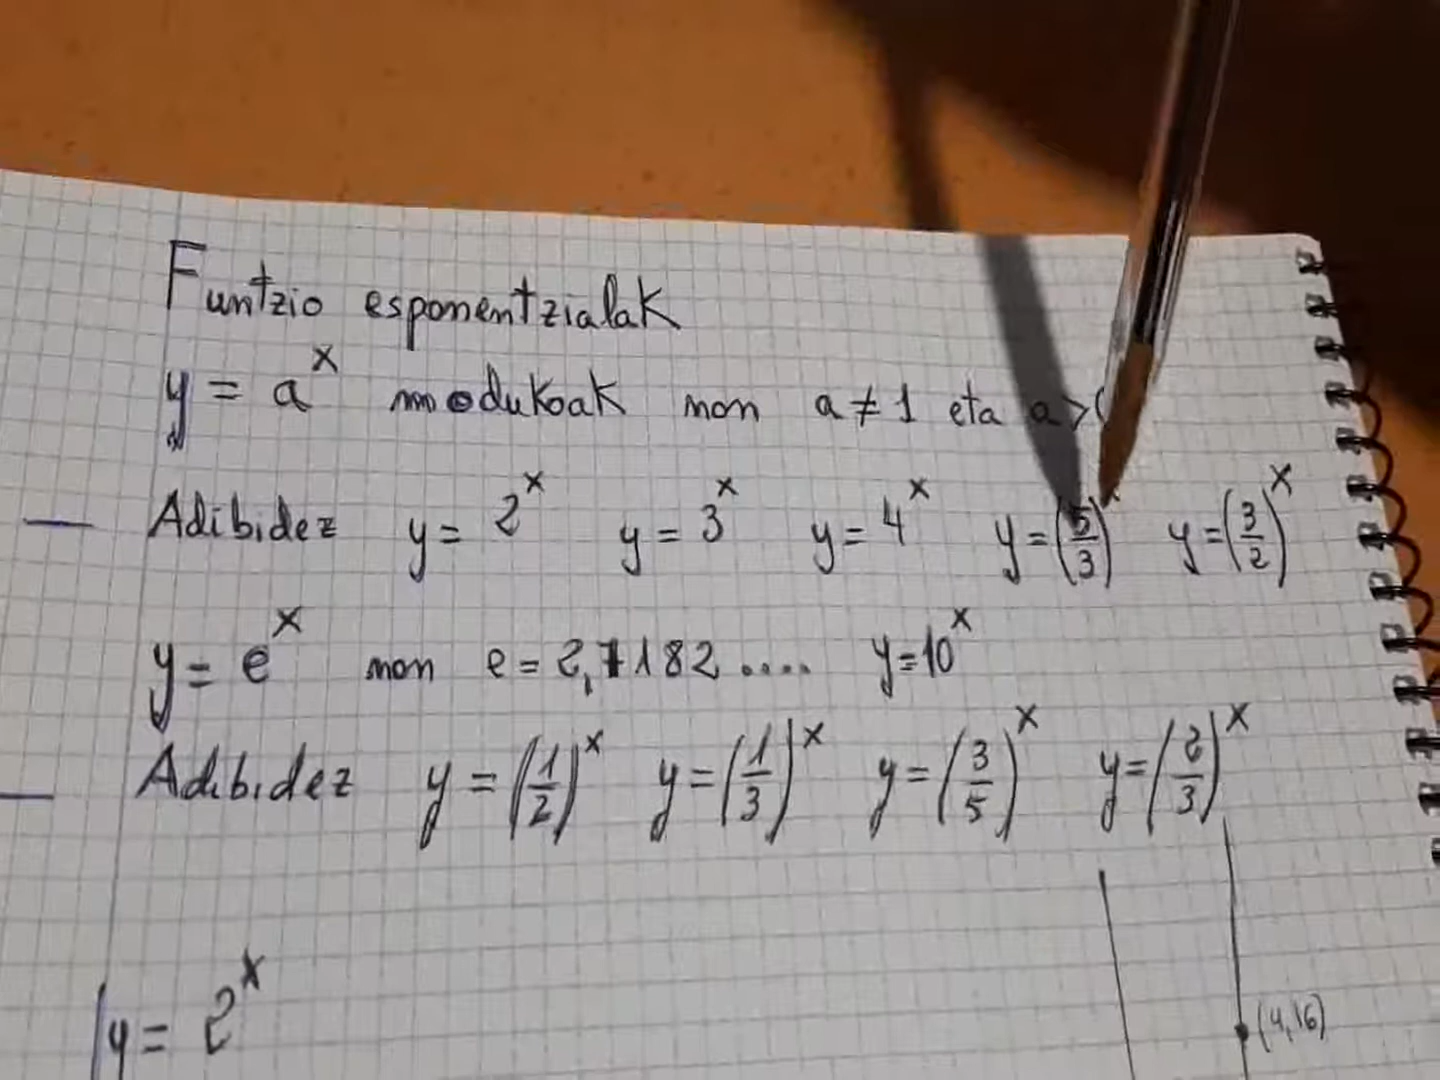 Funtzio esponentzialak
y = a^x modukoak non a ≠ 1 eta a >
Adibidez y = 2^x y = 3^x y = 4^x y = (5/3)^x y = (3/2)^x
y = e^x non e = 2,7182 .... y = 10^x
Adibidez y = (1/2)^x y = (1/3)^x y = (3/5)^x y = (2/3)^x
y = 2^x
(4,16)